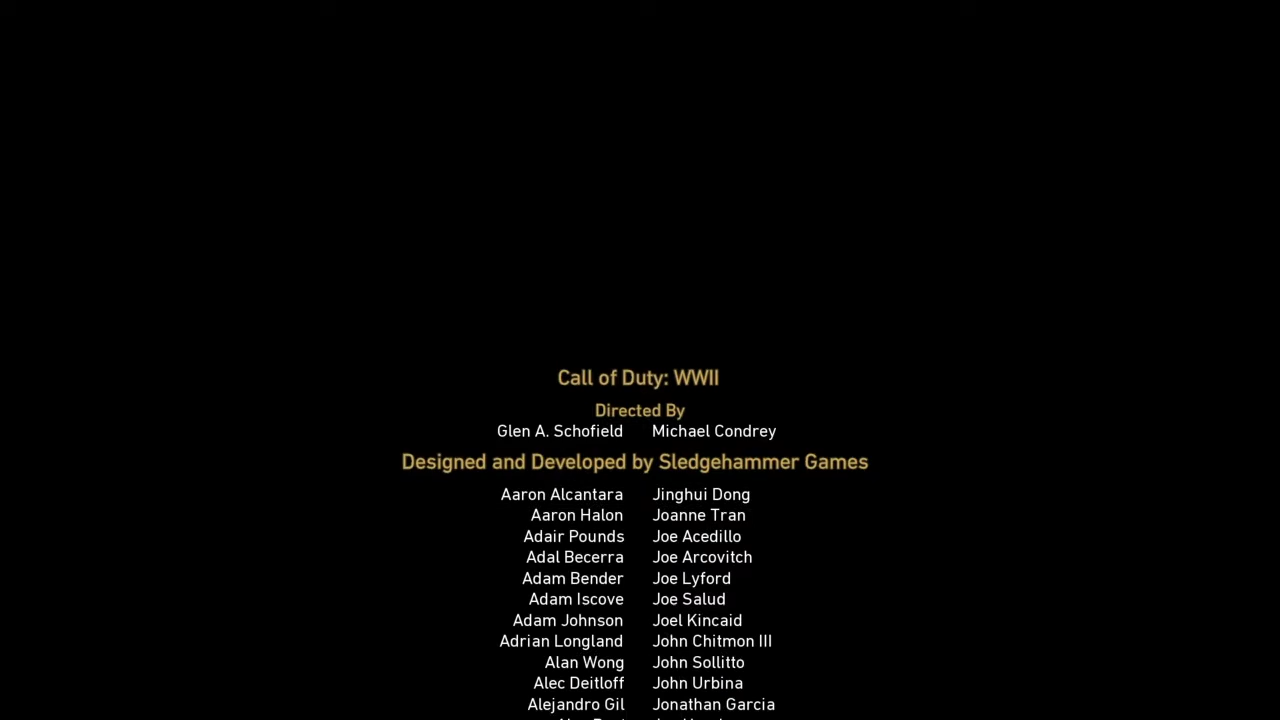 Call of Duty: WWII
Directed By
Glen A. Schofield Michael Condrey
Designed and Developed by Sledgehammer Games
Aaron Alcantara Jinghui Dong
Aaron Halon Joanne Tran
Adair Pounds Joe Acedillo
Adal Becerra Joe Arcovitch
Adam Bender Joe Lyford
Adam Iscove Joe Salud
Adam Johnson Joel Kincaid
Adrian Longland John Chitmon III
Alan Wong John Sollitto
Alec Deitloff John Urbina
Alejandro Gil Jonathan Garcia